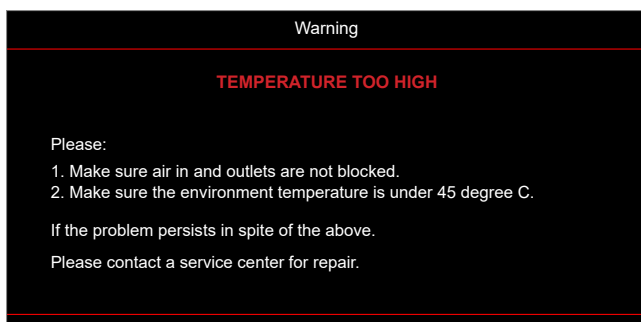 Warning
TEMPERATURE TOO HIGH
Please:
1. Make sure air in and outlets are not blocked.
2. Make sure the environment temperature is under 45 degree C.
If the problem persists in spite of the above.
Please contact a service center for repair.